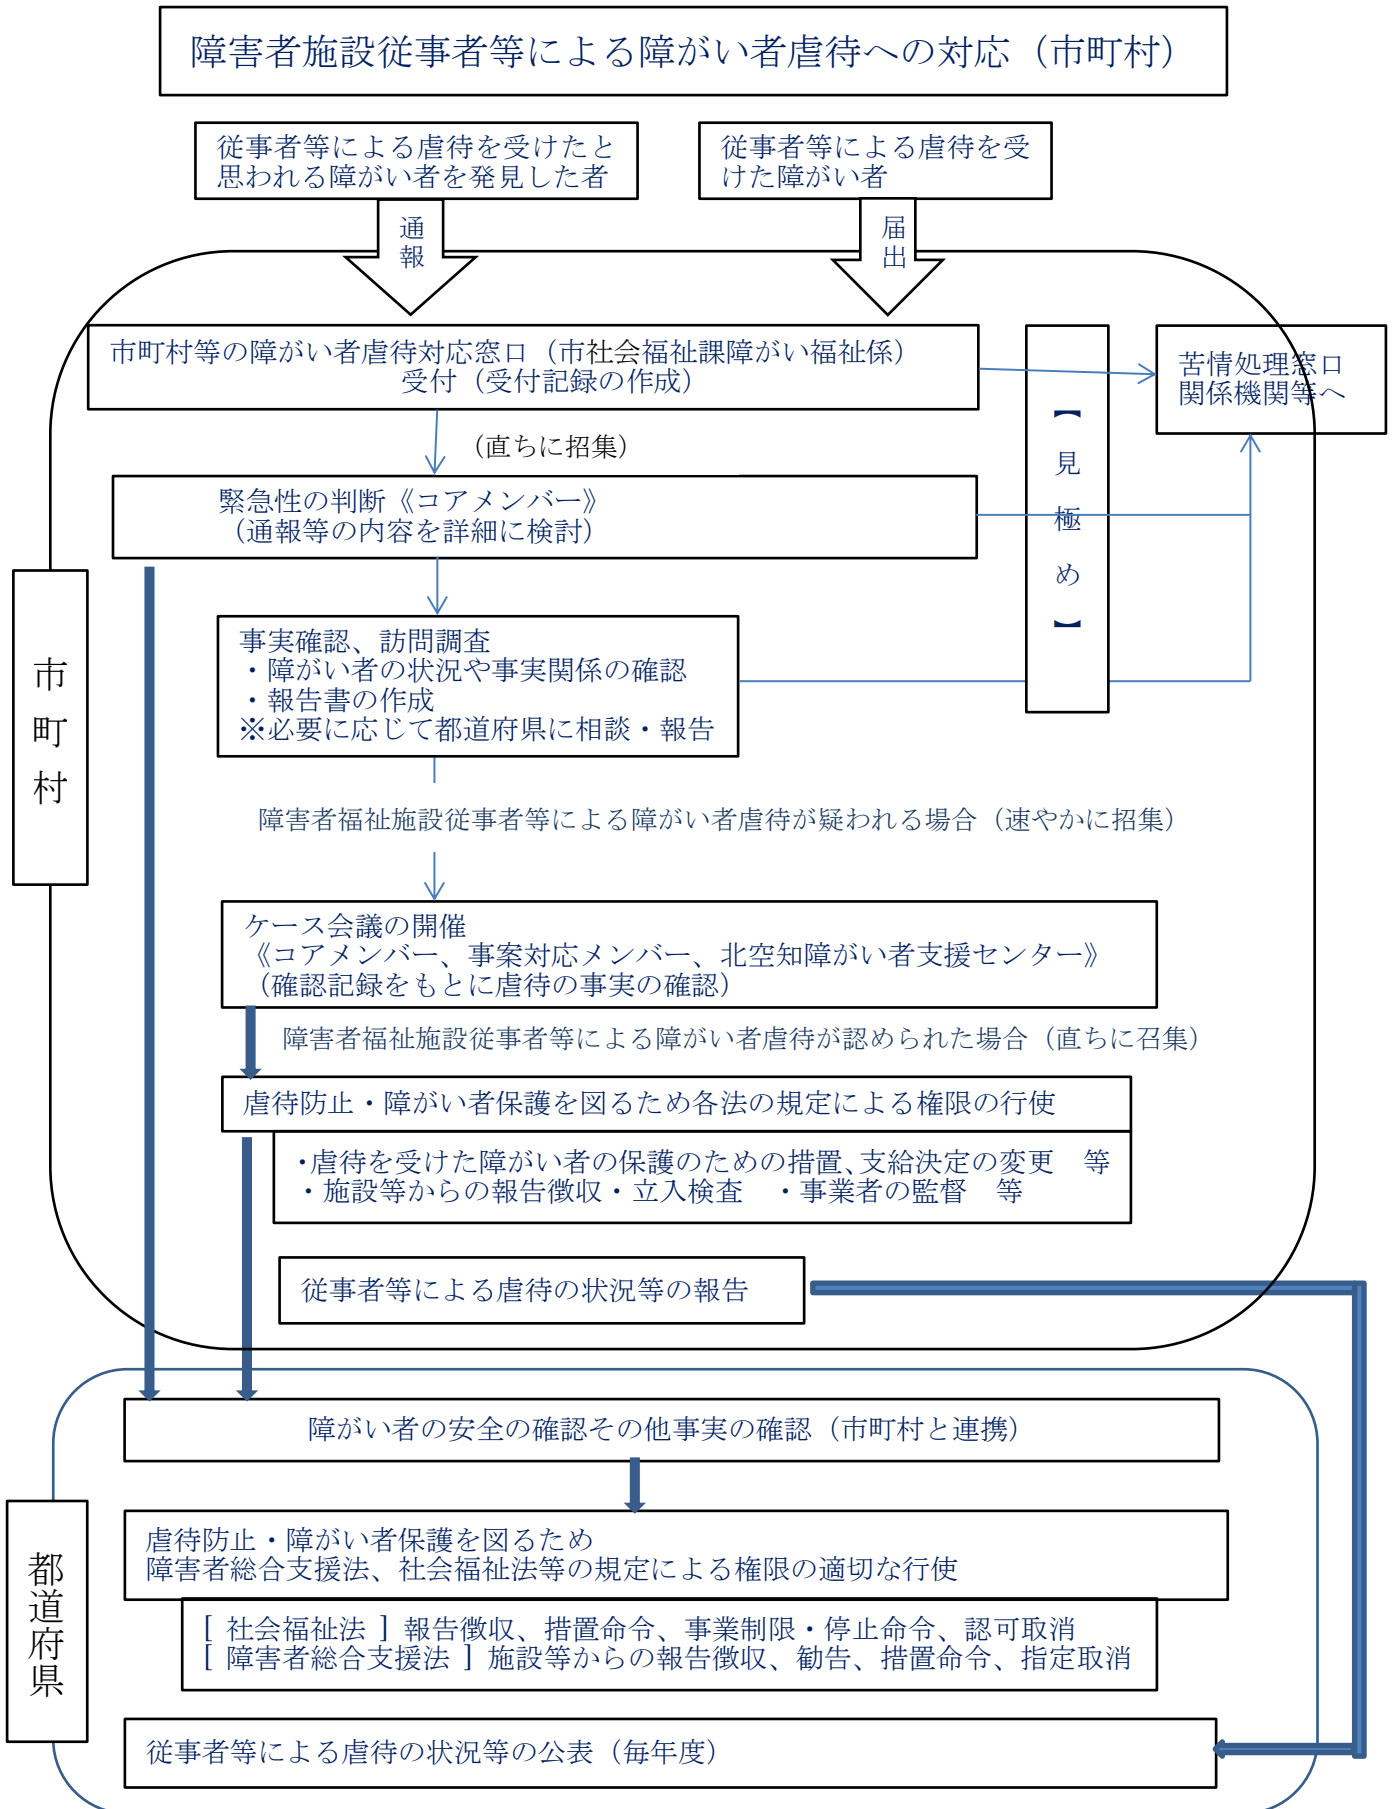 障害者施設従事者等による障がい者虐待への対応（市町村）
従事者等による虐待を受けたと
思われる障がい者を発見した者
従事者等による虐待を受
けた障がい者
通報
届出
市町村等の障がい者虐待対応窓口（市社会福祉課障がい福祉係）
受付（受付記録の作成）
苦情処理窓口
関係機関等へ
【見極め】
（直ちに招集）
緊急性の判断《コアメンバー》
（通報等の内容を詳細に検討）
市町村
事実確認、訪問調査
・障がい者の状況や事実関係の確認
・報告書の作成
※必要に応じて都道府県に相談・報告
障害者福祉施設従事者等による障がい者虐待が疑われる場合（速やかに招集）
ケース会議の開催
《コアメンバー、事案対応メンバー、北空知障がい者支援センター》
（確認記録をもとに虐待の事実の確認）
障害者福祉施設従事者等による障がい者虐待が認められた場合（直ちに召集）
虐待防止・障がい者保護を図るため各法の規定による権限の行使
・虐待を受けた障がい者の保護のための措置、支給決定の変更　等
・施設等からの報告徴収・立入検査　・事業者の監督　等
従事者等による虐待の状況等の報告
障がい者の安全の確認その他事実の確認（市町村と連携）
都道府県
虐待防止・障がい者保護を図るため
障害者総合支援法、社会福祉法等の規定による権限の適切な行使
[ 社会福祉法 ] 報告徴収、措置命令、事業制限・停止命令、認可取消
[ 障害者総合支援法 ] 施設等からの報告徴収、勧告、措置命令、指定取消
従事者等による虐待の状況等の公表（毎年度）